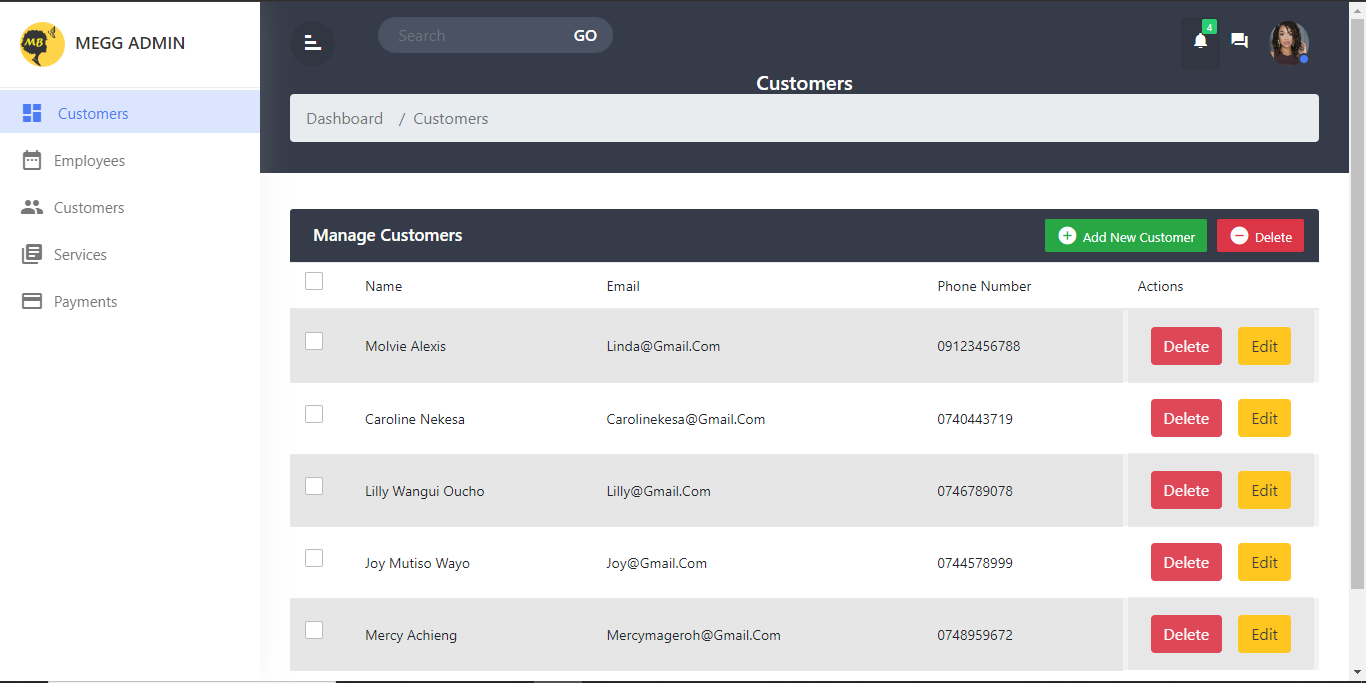 MB MEGG ADMIN
Search GO
4
Customers
Dashboard / Customers
Customers
Employees
Customers
Services
Payments
Manage Customers Add New Customer Delete
Name Email Phone Number Actions
Molvie Alexis Linda@Gmail.Com 09123456788 Delete Edit
Caroline Nekesa Carolinekesa@Gmail.Com 0740443719 Delete Edit
Lilly Wangui Oucho Lilly@Gmail.Com 0746789078 Delete Edit
Joy Mutiso Wayo Joy@Gmail.Com 0744578999 Delete Edit
Mercy Achieng Mercymageroh@Gmail.Com 0748959672 Delete Edit